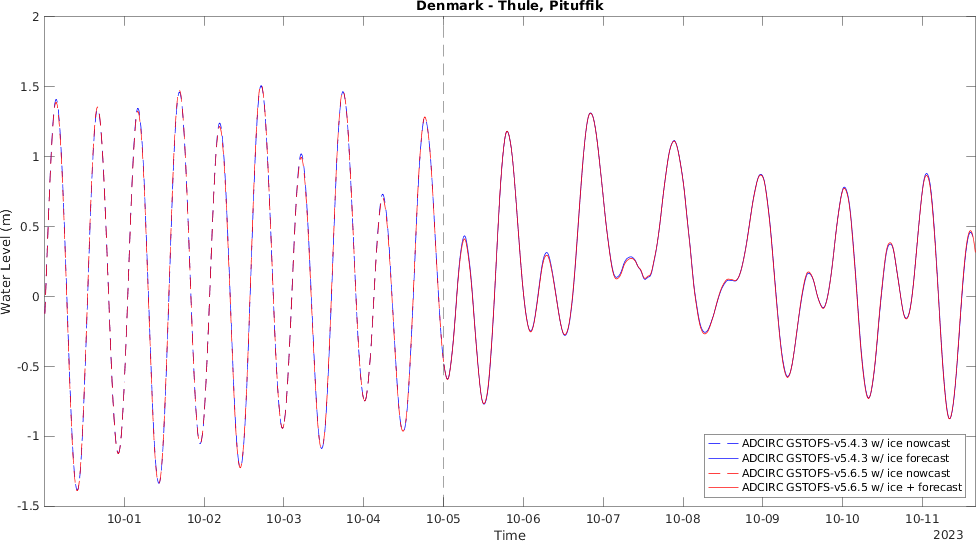 Denmark - Thule, Pituffik
2
1.5
1
0.5
0
-0.5
-1
-1.5
Water Level (m)
10-01 10-02 10-03 10-04 10-05 10-06 10-07 10-08 10-09 10-10 10-11
Time
2023
ADCIRC GSTOFS-v5.4.3 w/ ice nowcast
ADCIRC GSTOFS-v5.4.3 w/ ice forecast
ADCIRC GSTOFS-v5.6.5 w/ ice nowcast
ADCIRC GSTOFS-v5.6.5 w/ ice + forecast